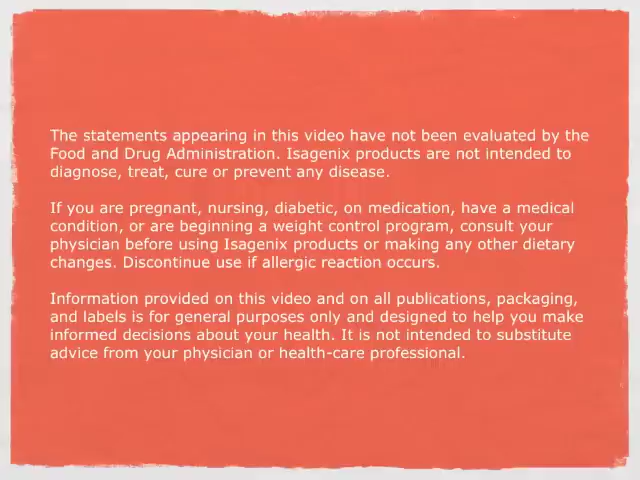 The statements appearing in this video have not been evaluated by the
Food and Drug Administration. Isagenix products are not intended to
diagnose, treat, cure or prevent any disease.
If you are pregnant, nursing, diabetic, on medication, have a medical
condition, or are beginning a weight control program, consult your
physician before using Isagenix products or making any other dietary
changes. Discontinue use if allergic reaction occurs.
Information provided on this video and on all publications, packaging,
and labels is for general purposes only and designed to help you make
informed decisions about your health. It is not intended to substitute
advice from your physician or health-care professional.